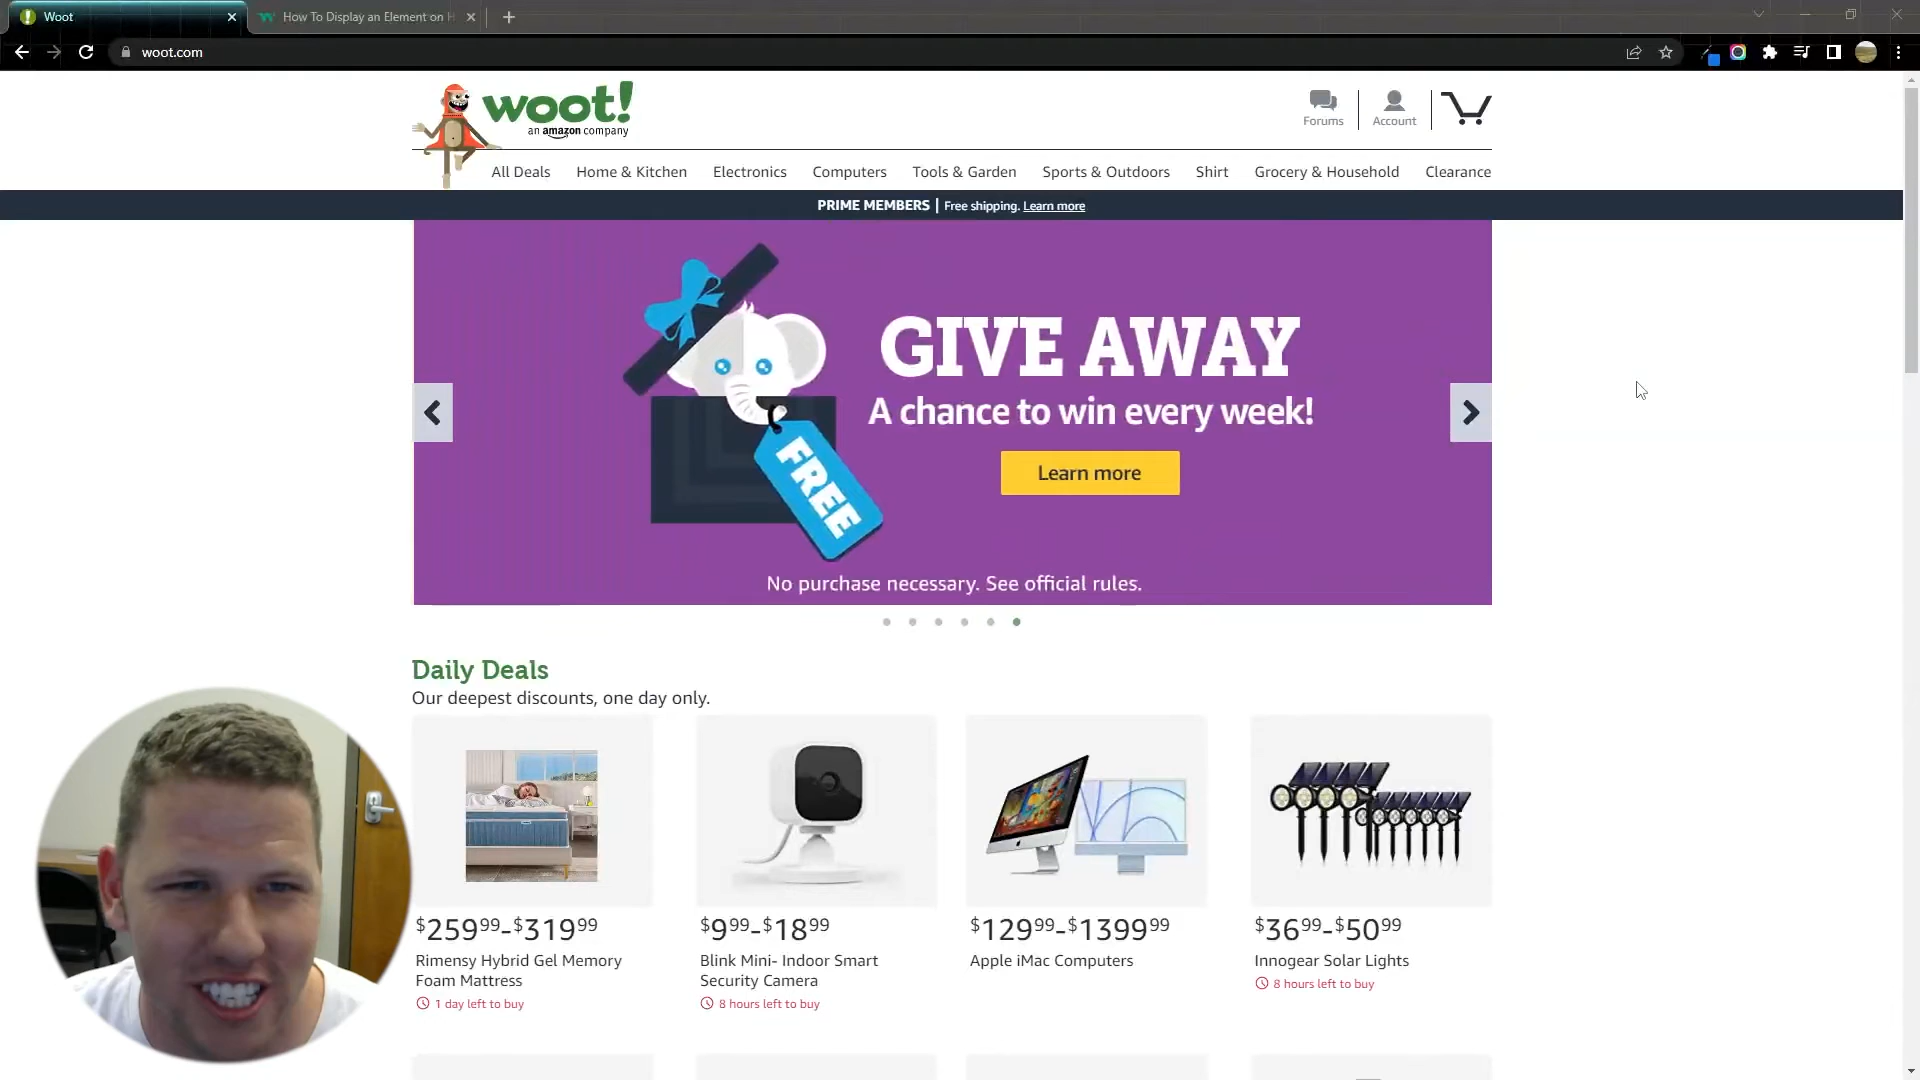 Woot
How To Display an Element on H
woot.com
woot!
an amazon company
Forums
Account
All Deals
Home & Kitchen
Electronics
Computers
Tools & Garden
Sports & Outdoors
Shirt
Grocery & Household
Clearance
PRIME MEMBERS | Free shipping. Learn more
GIVE AWAY
A chance to win every week!
FREE
Learn more
No purchase necessary. See official rules.
Daily Deals
Our deepest discounts, one day only.
$259.99-$319.99
Rimensy Hybrid Gel Memory
Foam Mattress
1 day left to buy
$9.99-$18.99
Blink Mini- Indoor Smart
Security Camera
8 hours left to buy
$129.99-$1399.99
Apple iMac Computers
$36.99-$50.99
Innogear Solar Lights
8 hours left to buy